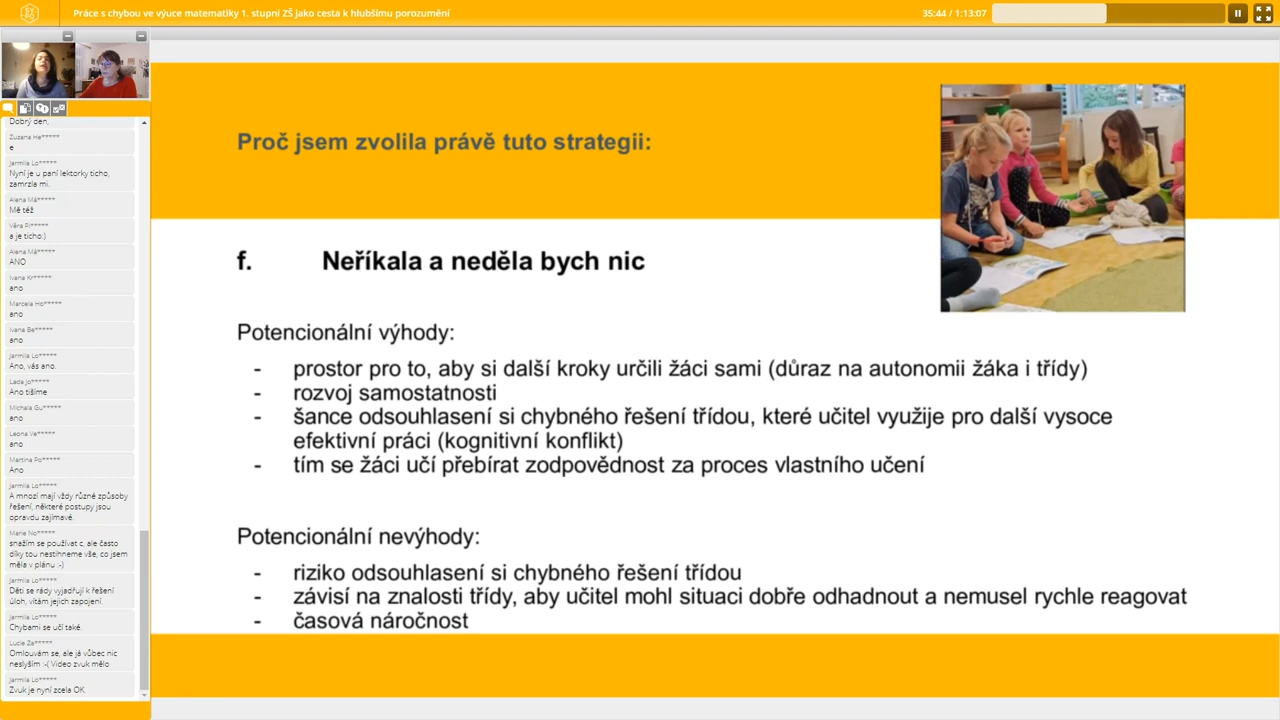 Práce s chybou ve výuce matematiky 1. stupni ZŠ jako cesta k hlubšímu porozumění
35:44 / 1:13:07
Dobrý den,
Zuzana He*****
e
Jarmila Lo*****
Nyní je u paní lektorky ticho,
zamrzla mi.
Alena Má*****
Mě též
Věra Pi*****
a je ticho:)
Alena Má*****
ANO
Ivana Kr*****
ano
Marcela Ho*****
ano
Ivana Be*****
ano
Jarmila Lo*****
Ano, vás ano.
Lada Jo*****
Ano tišíme
Michala Gu*****
ano
Leona Ve*****
ano
Martina Po*****
Ano
Jarmila Lo*****
A mnozí mají vždy různé způsoby
řešení, některé postupy jsou
opravdu zajímavé.
Marie No*****
snažím se používat c, ale často
díky tou nestihneme vše, co jsem
měla v plánu :-)
Jarmila Lo*****
Děti se rády vyjadřují k řešení
úloh, vítám jejich zapojení.
Jarmila Lo*****
Chybami se učí také.
Lucie Za*****
Omlouvám se, ale já vůbec nic
neslyším :-( Video zvuk mělo
Jarmila Lo*****
Zvuk je nyní zcela OK.
Proč jsem zvolila právě tuto strategii:
f. Neříkala a neděla bych nic
Potencionální výhody:
- prostor pro to, aby si další kroky určili žáci sami (důraz na autonomii žáka i třídy)
- rozvoj samostatnosti
- šance odsouhlasení si chybného řešení třídou, které učitel využije pro další vysoce
efektivní práci (kognitivní konflikt)
- tím se žáci učí přebírat zodpovědnost za proces vlastního učení
Potencionální nevýhody:
- riziko odsouhlasení si chybného řešení třídou
- závisí na znalosti třídy, aby učitel mohl situaci dobře odhadnout a nemusel rychle reagovat
- časová náročnost